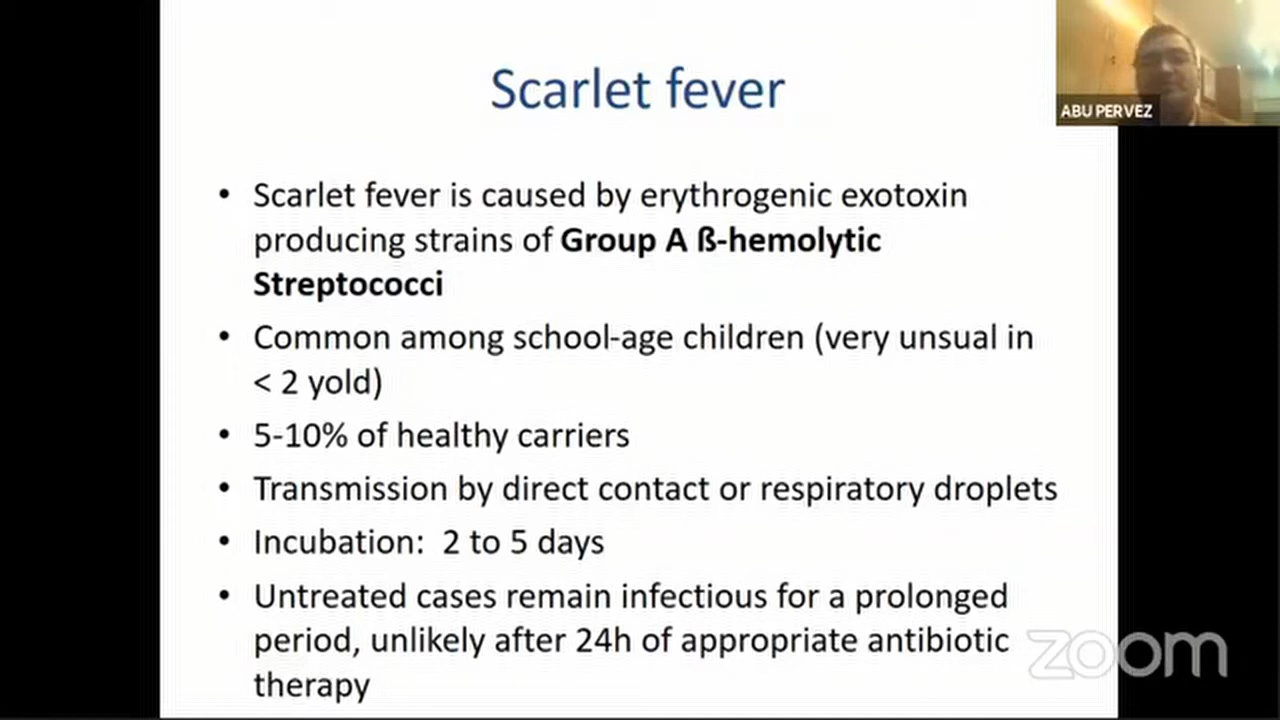 Scarlet fever
ABU PERVEZ
• Scarlet fever is caused by erythrogenic exotoxin
producing strains of Group A ß-hemolytic
Streptococci
• Common among school-age children (very unsual in
< 2 yold)
• 5-10% of healthy carriers
• Transmission by direct contact or respiratory droplets
• Incubation: 2 to 5 days
• Untreated cases remain infectious for a prolonged
period, unlikely after 24h of appropriate antibiotic
therapy
zoom